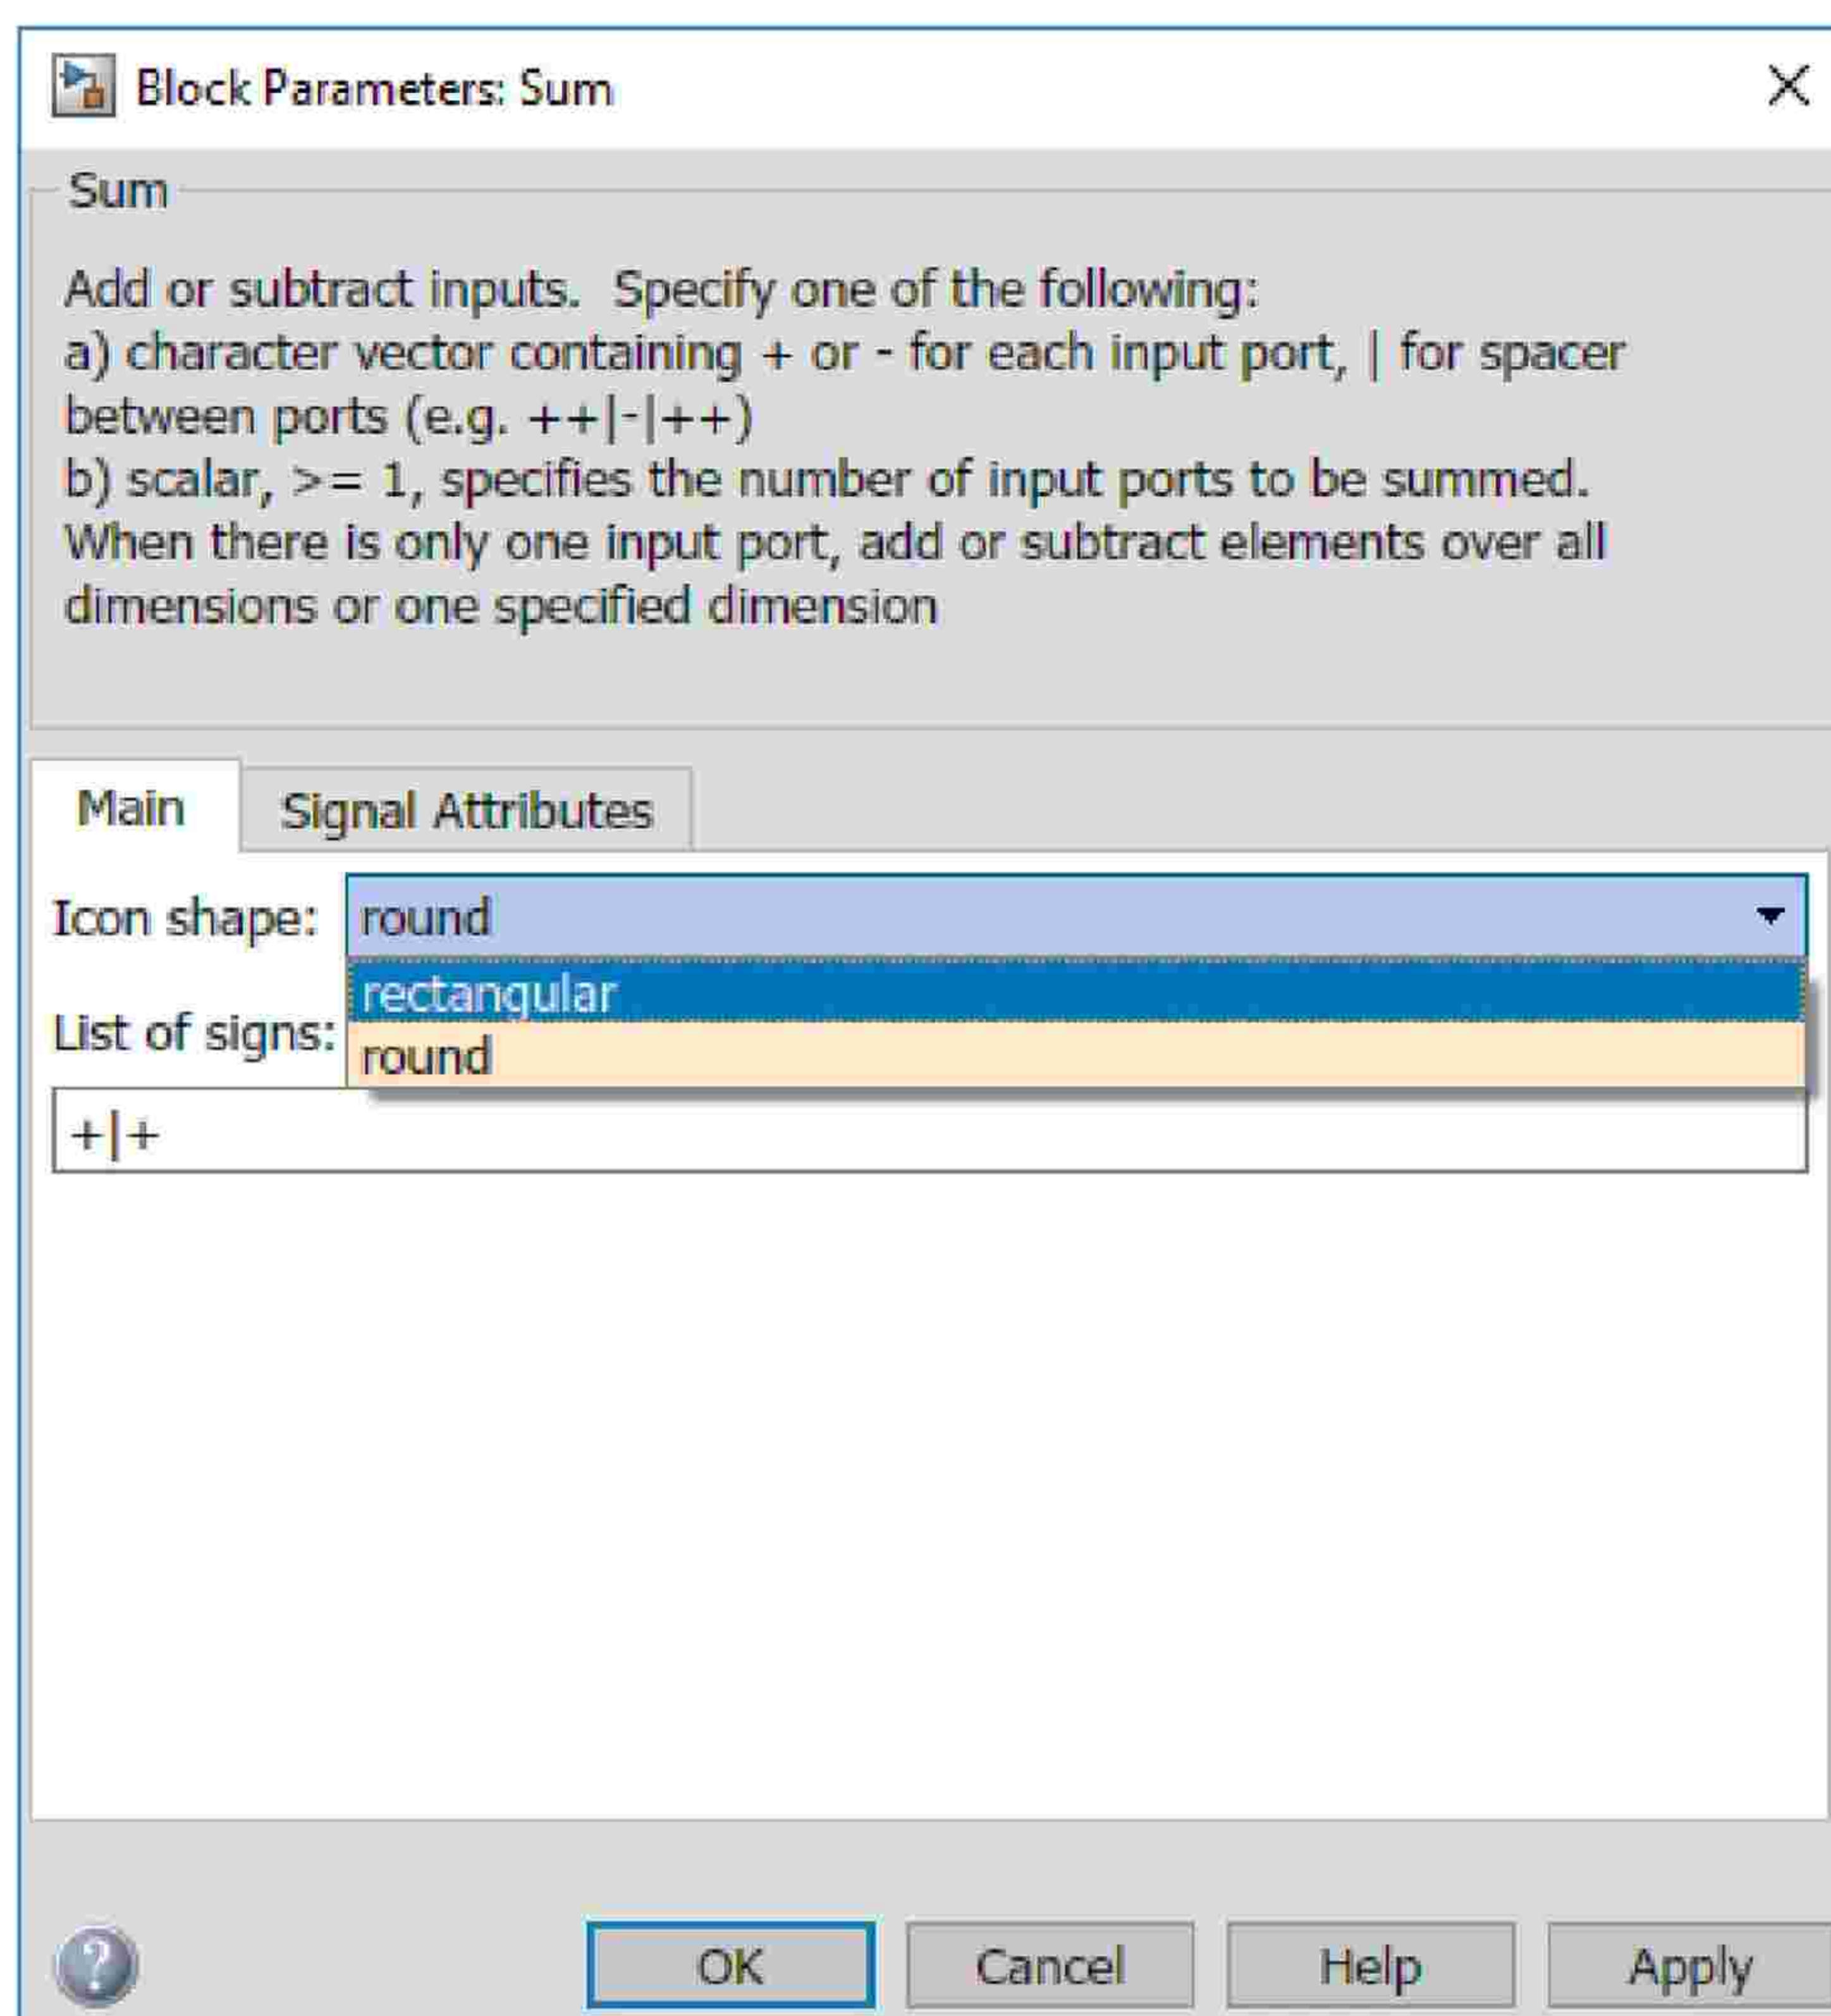 Block Parameters: Sum
Sum
Add or subtract inputs.  Specify one of the following:
a) character vector containing + or - for each input port, | for spacer
between ports (e.g. ++|-|++)
b) scalar, >= 1, specifies the number of input ports to be summed.
When there is only one input port, add or subtract elements over all
dimensions or one specified dimension
Main Signal Attributes
Icon shape: round
rectangular
List of signs:
round
+|+
? OK Cancel Help Apply